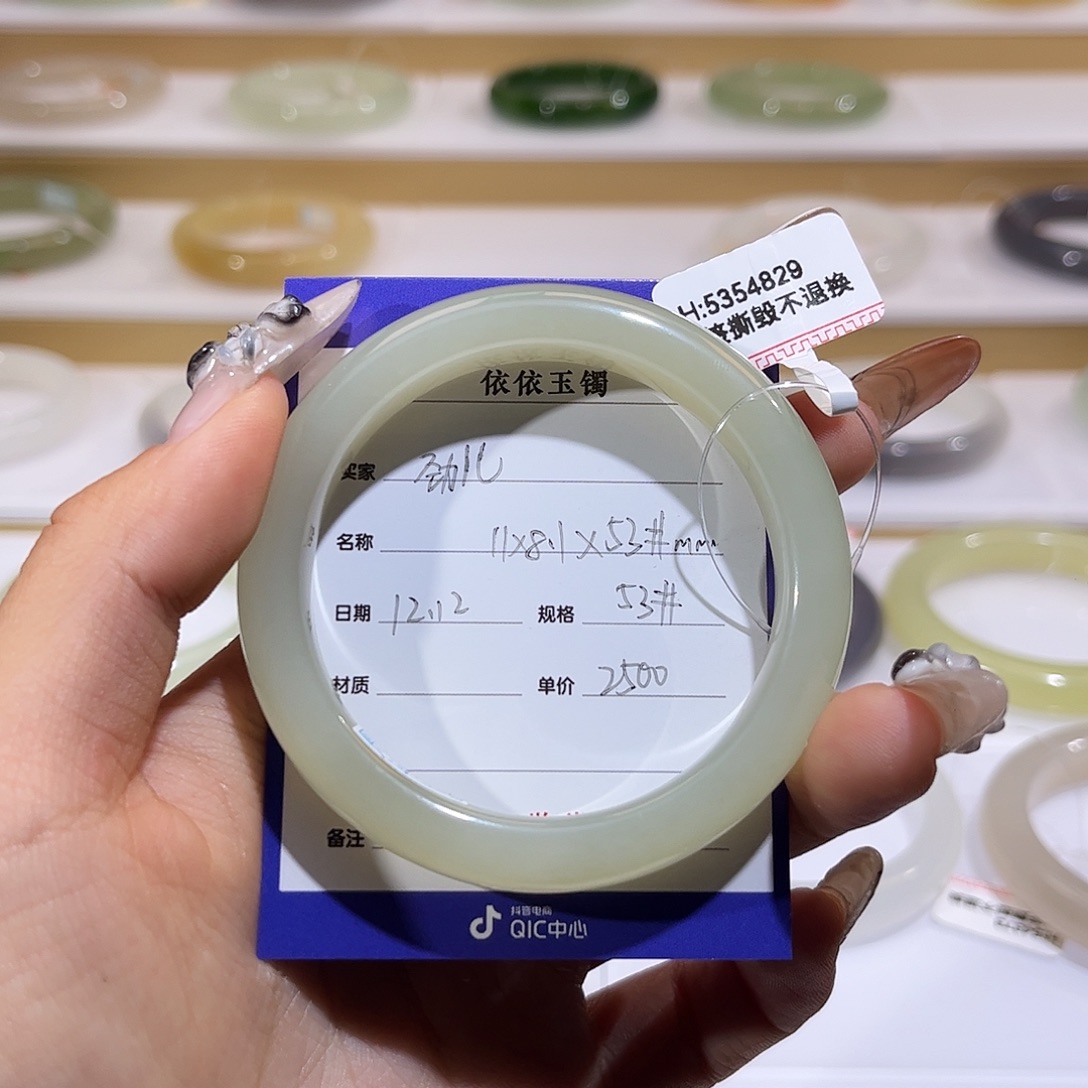 H:5354829
撕毁不退换
依依玉镯
买家 劲儿
名称 11x8.1x53#mm
日期 12.12 规格 53#
材质 单价 2500
备注
抖音电商
QIC中心